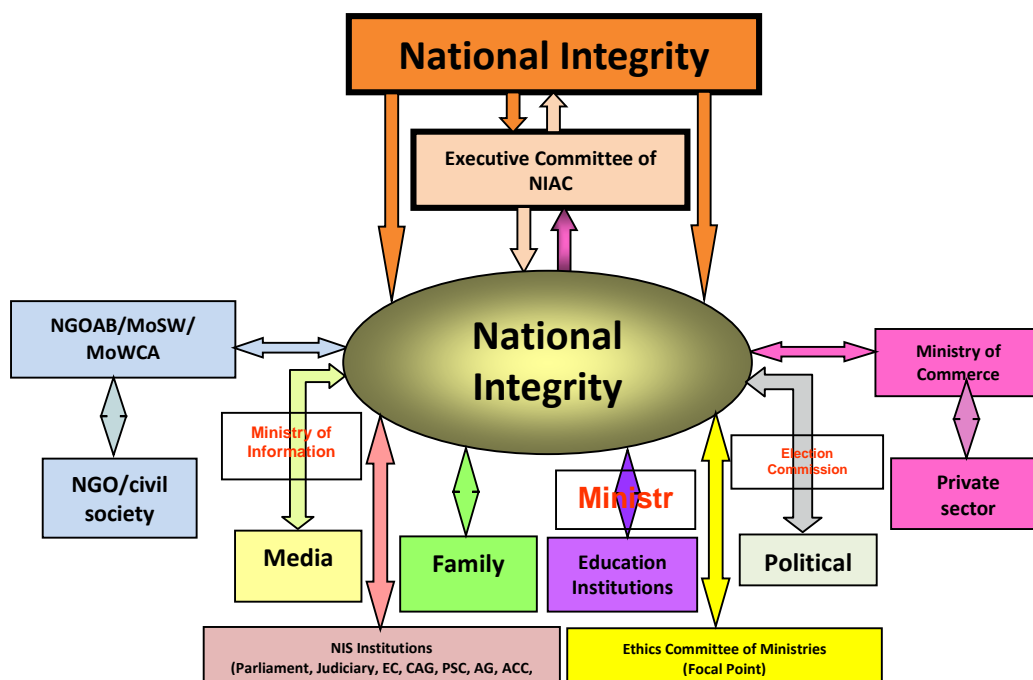 National Integrity
Executive Committee of
NIAC
National
Integrity
NGOAB/MoSW/
MoWCA
Ministry of
Commerce
Ministry of
Information
Election
Commission
NGO/civil
society
Ministr
Private
sector
Media
Family
Education
Institutions
Political
NIS Institutions
(Parliament, Judiciary, EC, CAG, PSC, AG, ACC,
Ethics Committee of Ministries
(Focal Point)